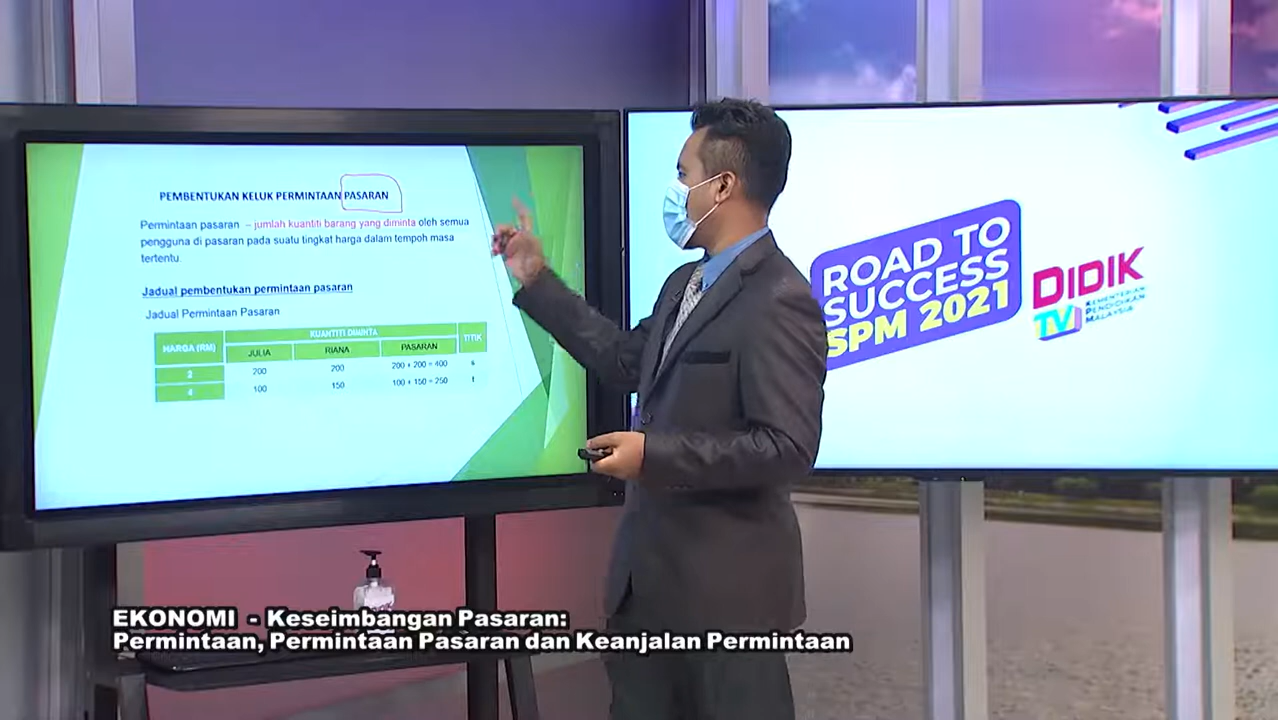 PEMBENTUKAN KELUK PERMINTAAN PASARAN
Permintaan pasaran – jumlah kuantiti barang yang diminta oleh semua
pengguna di pasaran pada suatu tingkat harga dalam tempoh masa
tertentu.
Jadual pembentukan permintaan pasaran
Jadual Permintaan Pasaran
HARGA (RM) KUANTITI DIMINTA TITIK
JULIA RIANA PASARAN
2 200 200 200 + 200 = 400 s
4 100 150 100 + 150 = 250 t
ROAD TO
SUCCESS
SPM 2021
DIDIK
TV KEMENTERIAN
PENDIDIKAN
MALAYSIA
EKONOMI - Keseimbangan Pasaran:
Permintaan, Permintaan Pasaran dan Keanjalan Permintaan